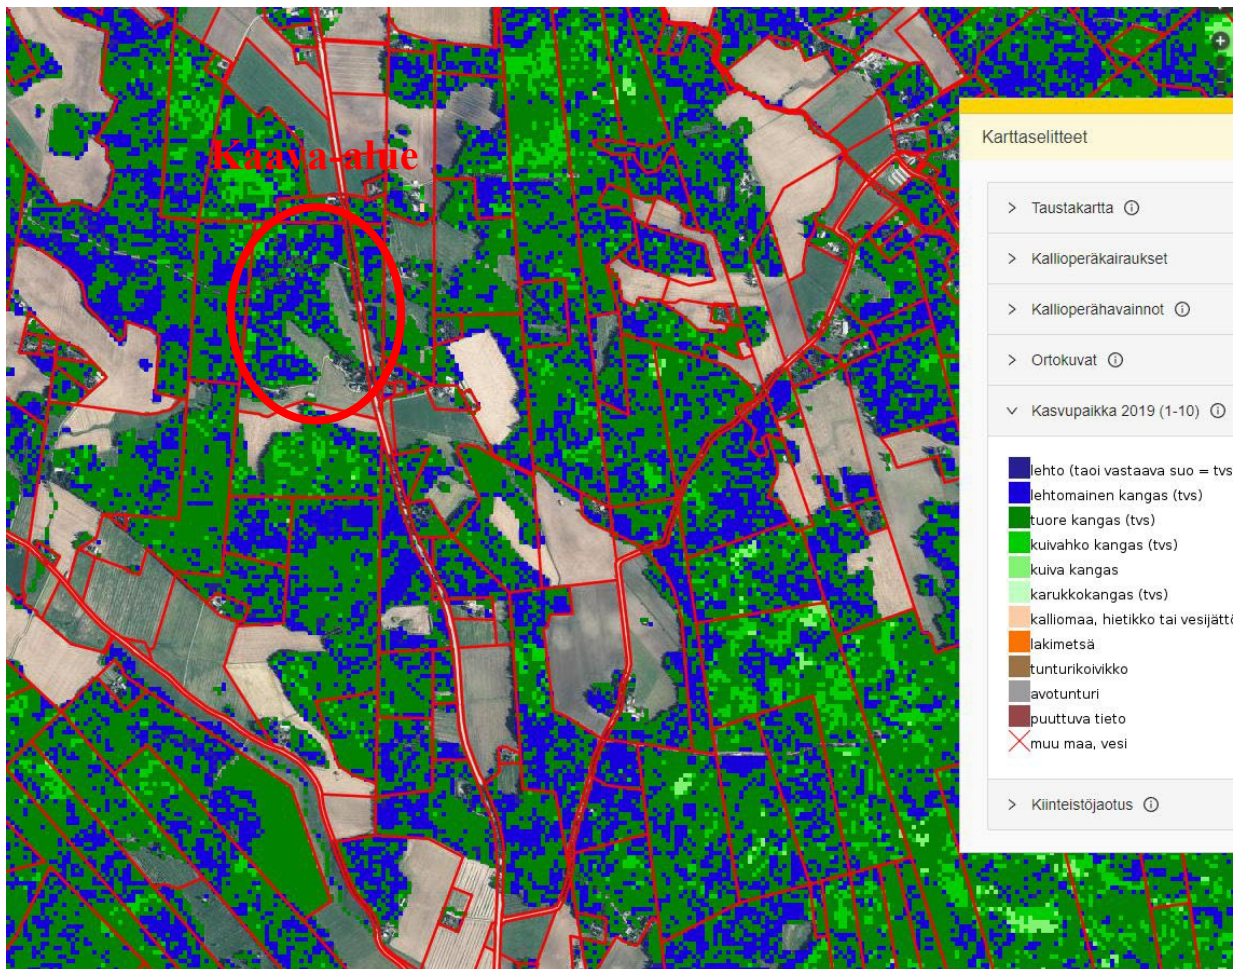 Kaava-alue
Karttaselitteet
Taustakartta
Kallioperäkairaukset
Kallioperähavainnot
Ortokuvat
Kasvupaikka 2019 (1-10)
lehto (taoi vastaava suo = tvs
lehtomainen kangas (tvs)
tuore kangas (tvs)
kuivahko kangas (tvs)
kuiva kangas
karukkokangas (tvs)
kalliomaa, hietikko tai vesijättö
lakimetsä
tunturikoivikko
avotunturi
puuttuva tieto
muu maa, vesi
Kiinteistöjaotus